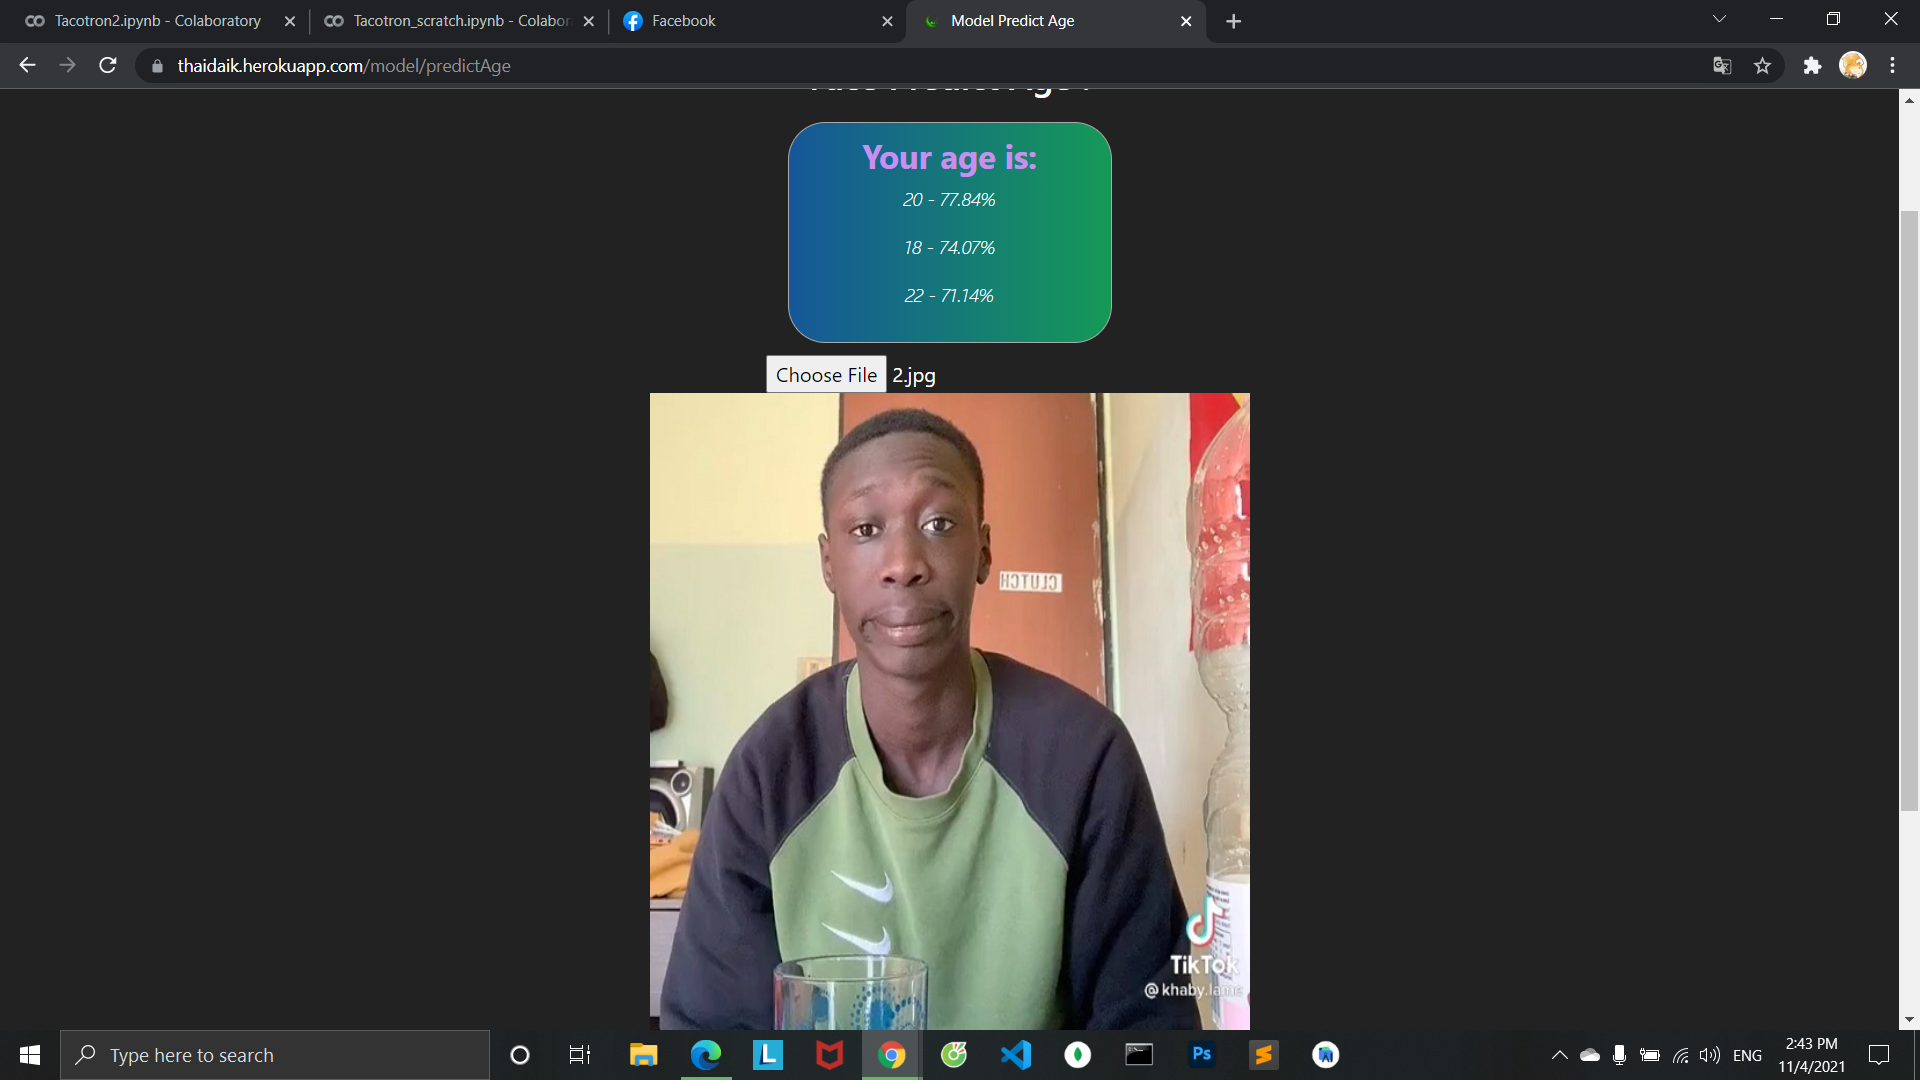 Tacotron2.ipynb - Colaboratory
Tacotron_scratch.ipynb - Colabor
Facebook
Model Predict Age
thaidaik.herokuapp.com/model/predictAge
Your age is:
20 - 77.84%
18 - 74.07%
22 - 71.14%
Choose File 2.jpg
CLUTCH
TikTok
@khaby.lame
Type here to search
L
Ps
ENG
2:43 PM
11/4/2021